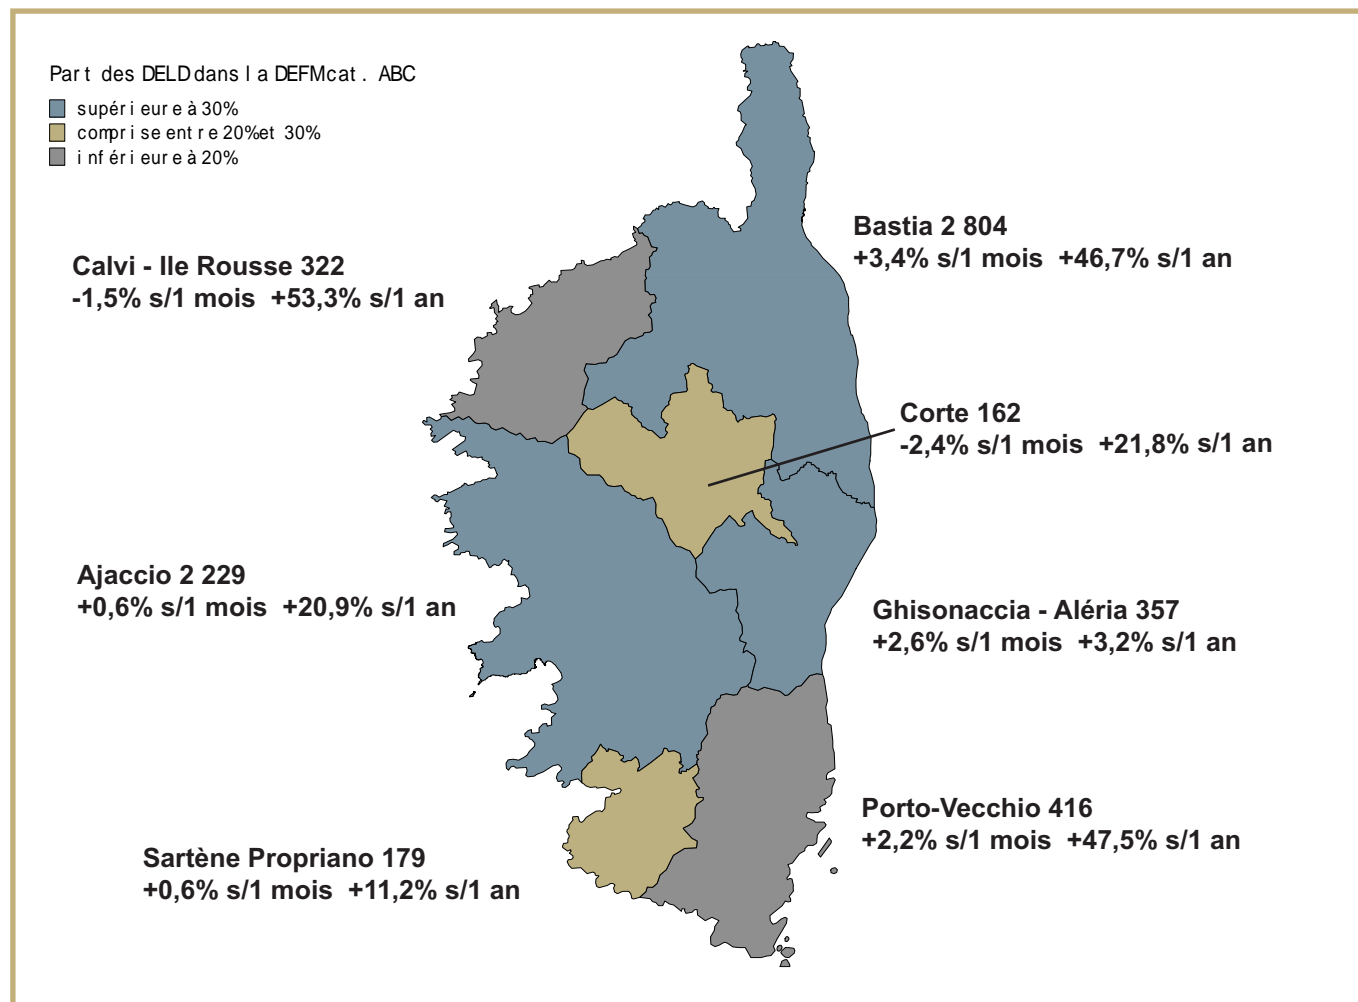 Part des DELD dans la DEFM cat. ABC
supérieure à 30%
comprise entre 20% et 30%
inférieure à 20%
Bastia 2 804
+3,4% s/1 mois +46,7% s/1 an
Calvi - Ile Rousse 322
-1,5% s/1 mois +53,3% s/1 an
Corte 162
-2,4% s/1 mois +21,8% s/1 an
Ajaccio 2 229
+0,6% s/1 mois +20,9% s/1 an
Ghisonaccia - Aléria 357
+2,6% s/1 mois +3,2% s/1 an
Porto-Vecchio 416
+2,2% s/1 mois +47,5% s/1 an
Sartène Propriano 179
+0,6% s/1 mois +11,2% s/1 an